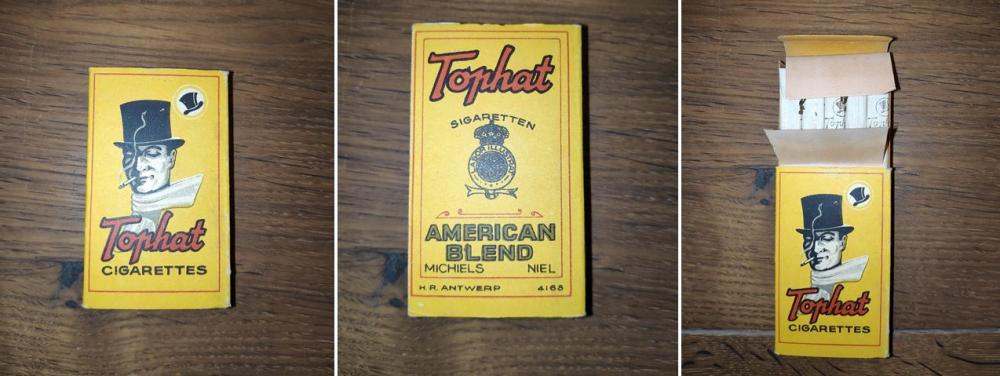 Tophat
CIGARETTES
Tophat
SIGARETTEN
AMERICAN
BLEND
MICHIELS NIEL
H.R. ANTWERP 4168
Tophat
CIGARETTES